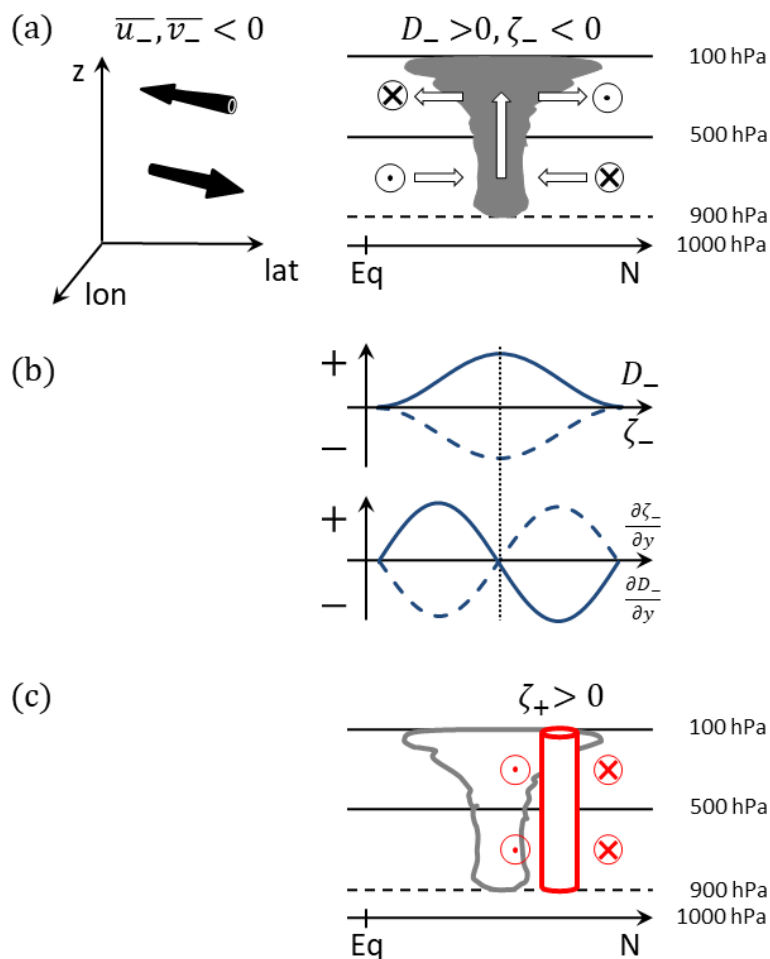 (a)
u̅₋, v̅₋ < 0
D₋ >0, ζ₋ < 0
z
lat
lon
100 hPa
500 hPa
900 hPa
1000 hPa
Eq
N
(b)
+
−
D₋
ζ₋
+
−
∂ζ₋/∂y
∂D₋/∂y
(c)
ζ₊ > 0
100 hPa
500 hPa
900 hPa
1000 hPa
Eq
N